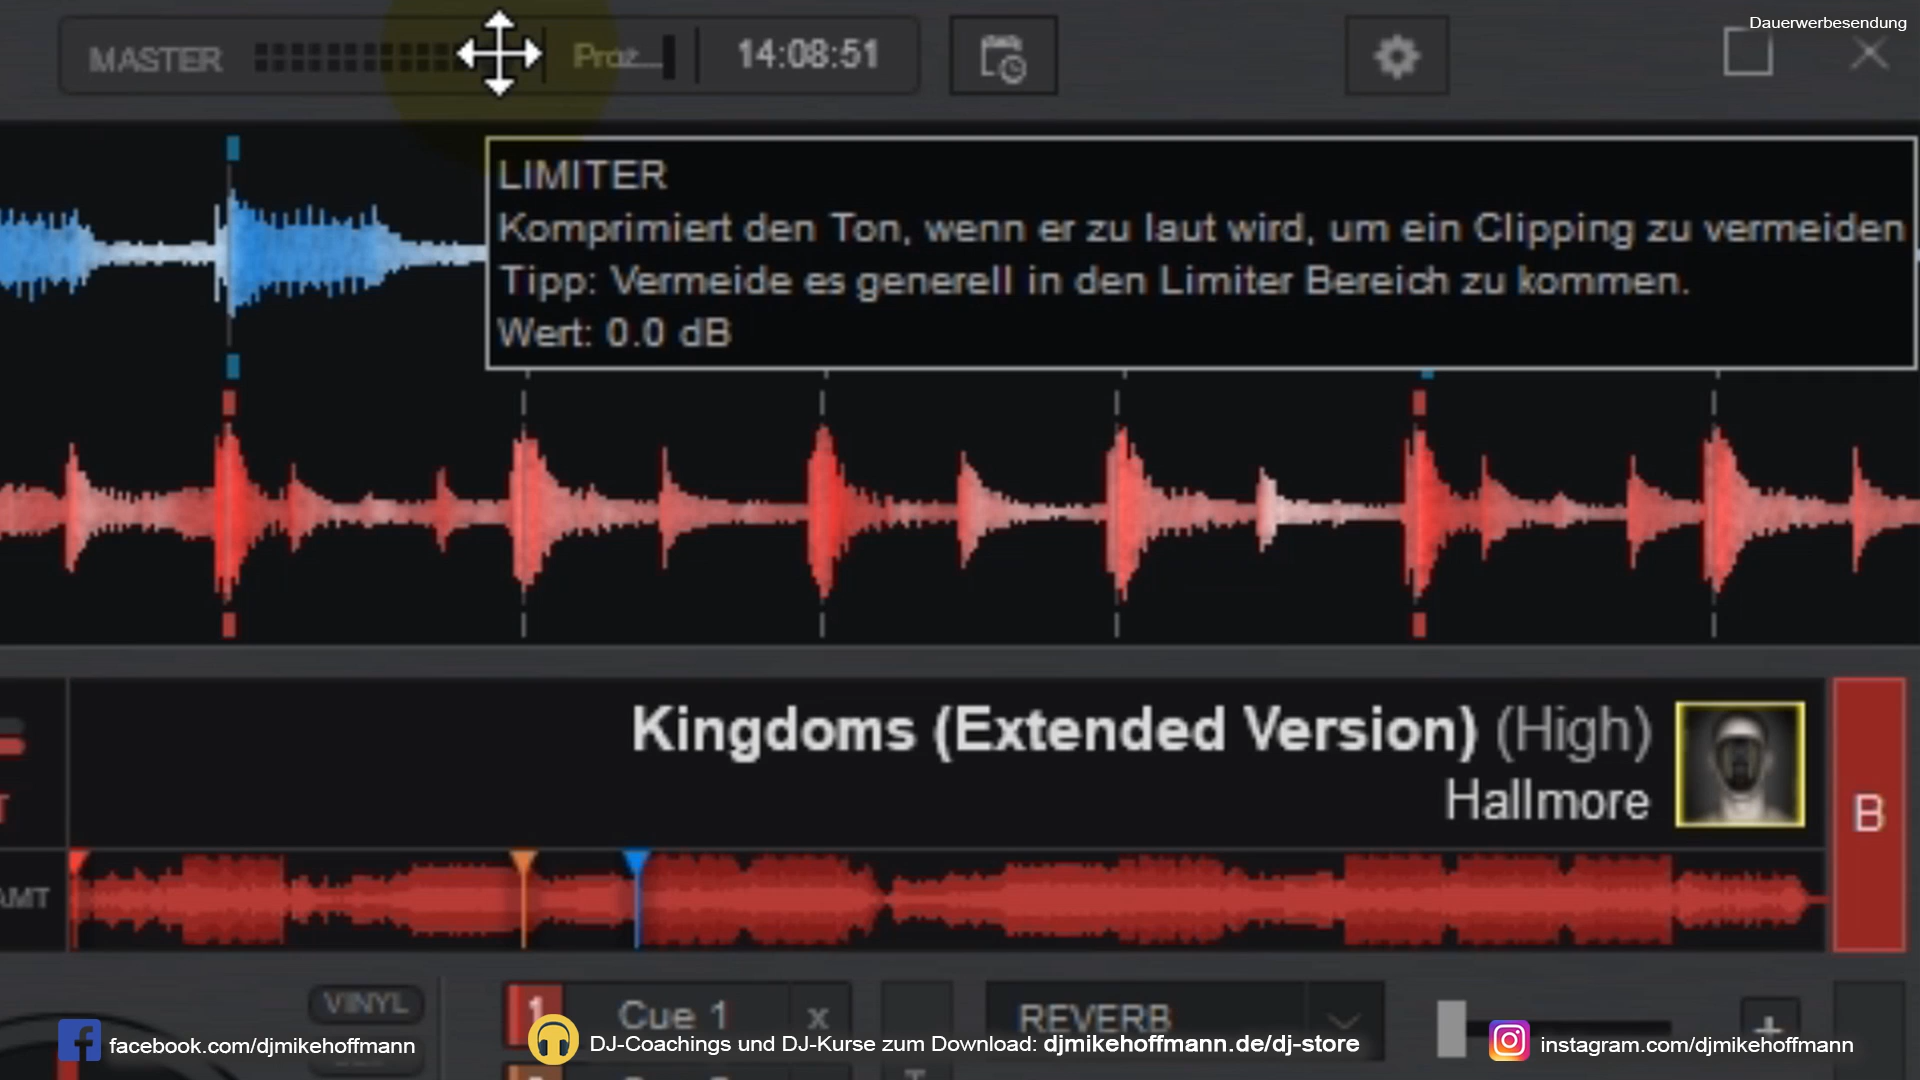 Dauerwerbesendung
MASTER
Proz
14:08:51
LIMITER
Komprimiert den Ton, wenn er zu laut wird, um ein Clipping zu vermeiden
Tipp: Vermeide es generell in den Limiter Bereich zu kommen.
Wert: 0.0 dB
Kingdoms (Extended Version) (High)
Hallmore
B
AMT
VINYL
1
Cue 1
x
REVERB
facebook.com/djmikehoffmann
DJ-Coachings und DJ-Kurse zum Download: djmikehoffmann.de/dj-store
instagram.com/djmikehoffmann